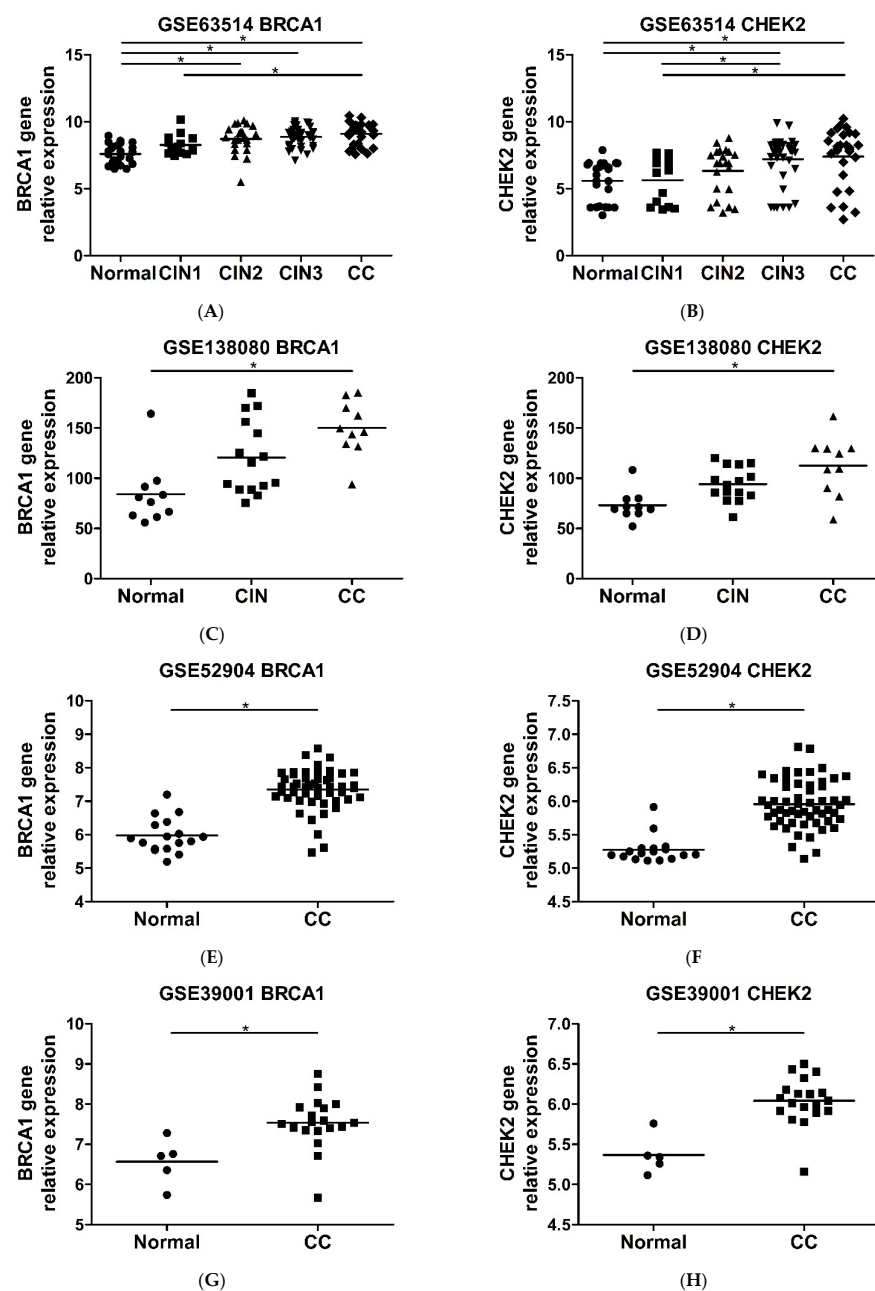 GSE63514 BRCA1
*
*
*
*
15
10
5
0
BRCA1 gene
relative expression
Normal CIN1 CIN2 CIN3 CC
(A)
GSE63514 CHEK2
*
*
*
*
15
10
5
0
CHEK2 gene
relative expression
Normal CIN1 CIN2 CIN3 CC
(B)
GSE138080 BRCA1
*
200
150
100
50
0
BRCA1 gene
relative expression
Normal CIN CC
(C)
GSE138080 CHEK2
*
200
150
100
50
0
CHEK2 gene
relative expression
Normal CIN CC
(D)
GSE52904 BRCA1
*
10
9
8
7
6
5
4
BRCA1 gene
relative expression
Normal CC
(E)
GSE52904 CHEK2
*
7.5
7.0
6.5
6.0
5.5
5.0
4.5
CHEK2 gene
relative expression
Normal CC
(F
GSE39001 BRCA1
*
10
9
8
7
6
5
BRCA1 gene
relative expression
Normal CC
(G)
GSE39001 CHEK2
*
7.0
6.5
6.0
5.5
5.0
4.5
CHEK2 gene
relative expression
Normal CC
(H)